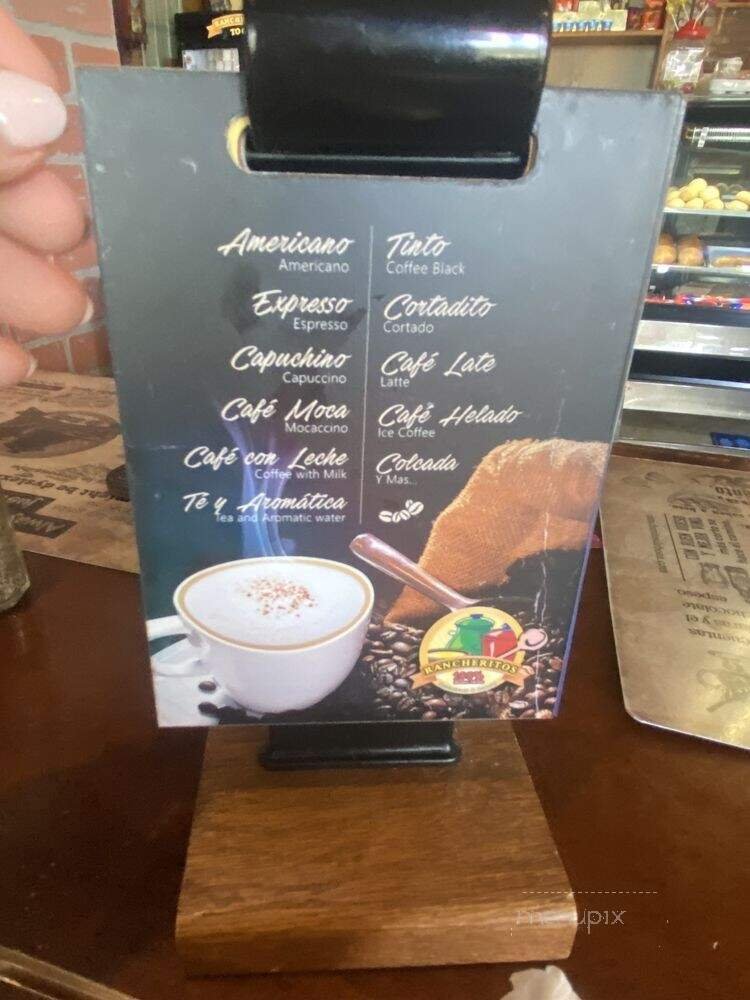 Americano
Americano
Expresso
Espresso
Capuchino
Capuccino
Café Moca
Mocaccino
Café con Leche
Coffee with Milk
Té y Aromática
Tea and Aromatic water
Tinto
Coffee Black
Cortadito
Cortado
Café Late
Latte
Café Helado
Ice Coffee
Colcada
Y Mas...
RANCHERITOS